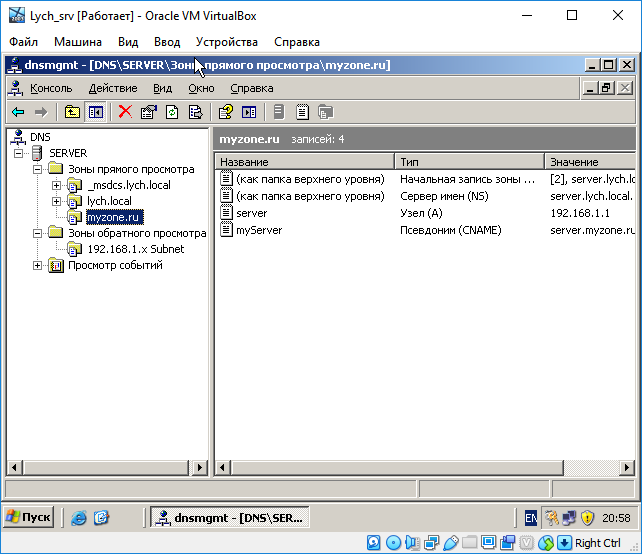 Lych_srv [Работает] - Oracle VM VirtualBox
Файл Машина Вид Ввод Устройства Справка
dnsmgmt - [DNS\SERVER\Зоны прямого просмотра\myzone.ru]
Консоль Действие Вид Окно Справка
DNS
SERVER
Зоны прямого просмотра
_msdcs.lych.local
lych.local
myzone.ru
Зоны обратного просмотра
192.168.1.x Subnet
Просмотр событий
myzone.ru записей: 4
Название Тип Значение
(как папка верхнего уровня) Начальная запись зоны ... [2], server.lych.lo
(как папка верхнего уровня) Сервер имен (NS) server.lych.local.
server Узел (A) 192.168.1.1
myServer Псевдоним (CNAME) server.myzone.ru
Пуск dnsmgmt - [DNS\SER... EN 20:58
Right Ctrl